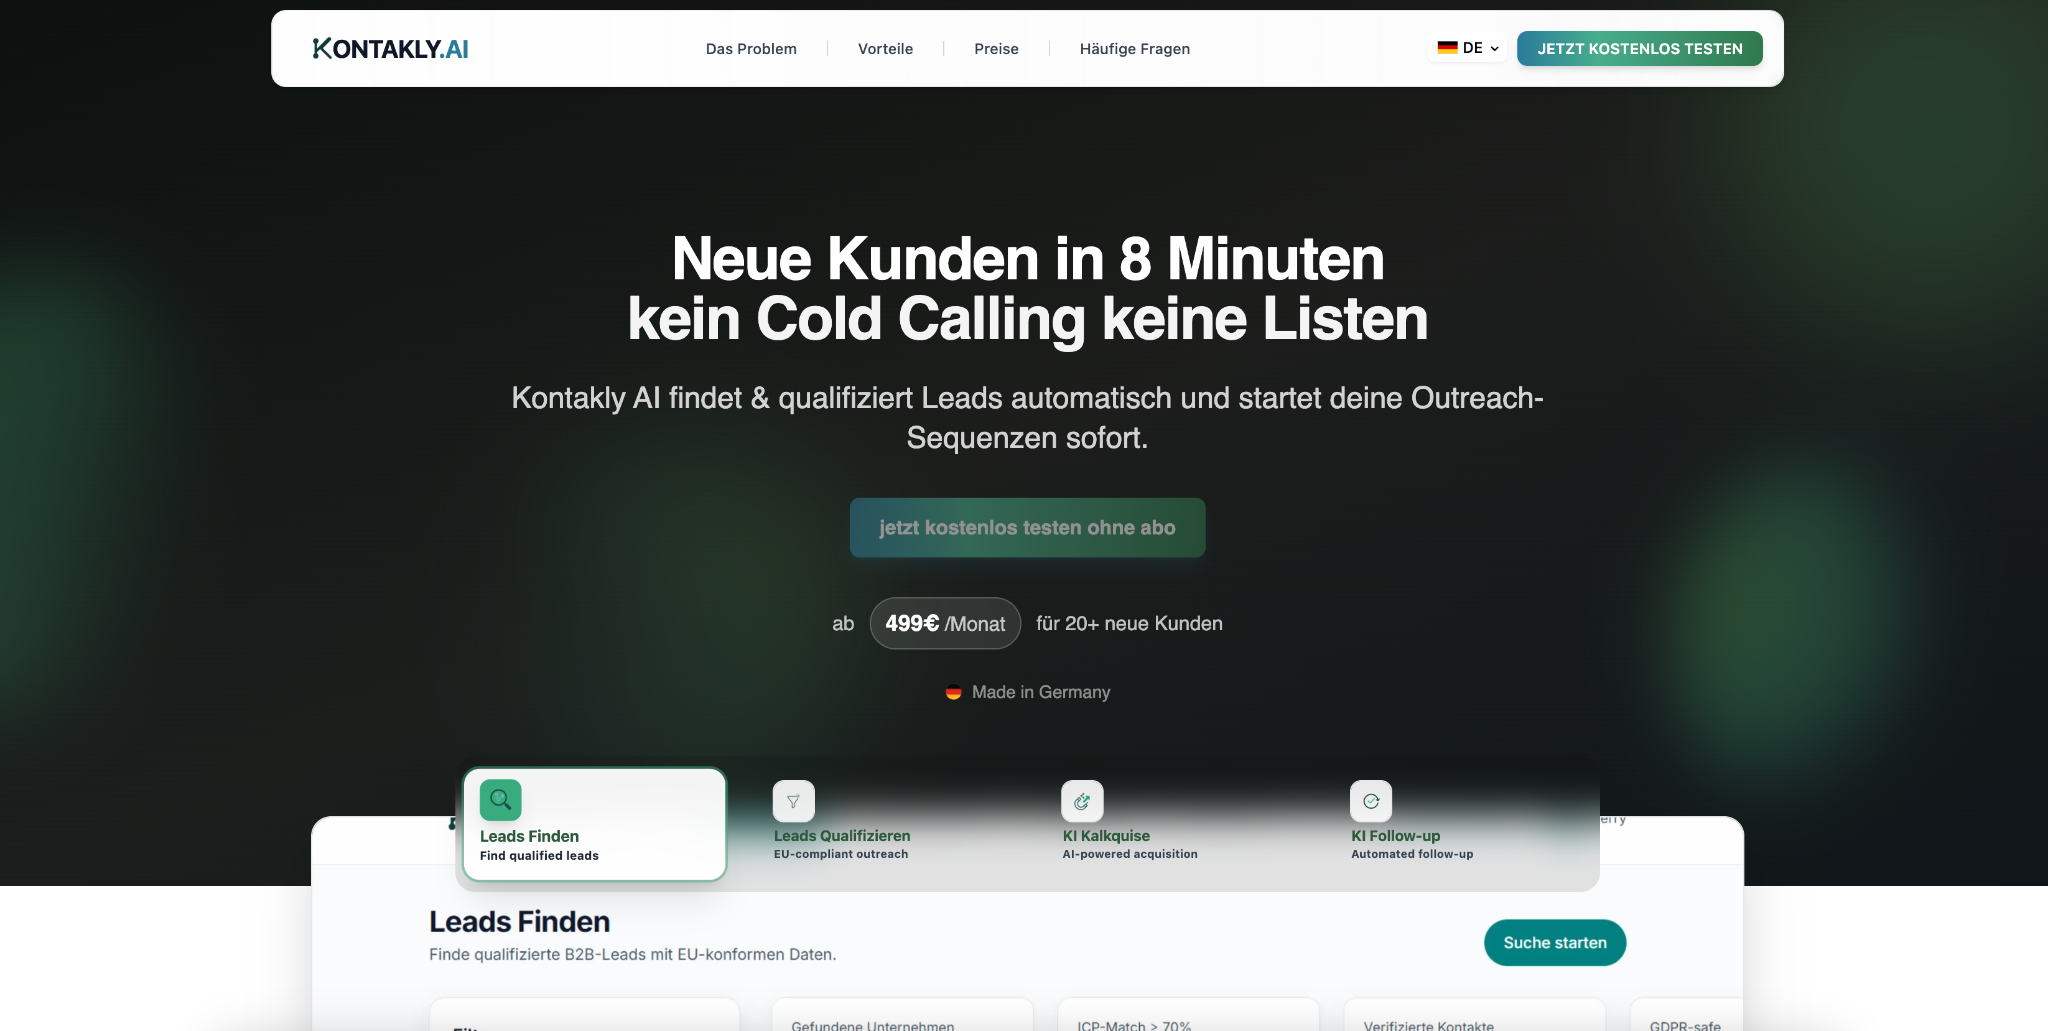 KONTAKLY.AI
Das Problem
Vorteile
Preise
Häufige Fragen
DE
JETZT KOSTENLOS TESTEN
Neue Kunden in 8 Minuten
kein Cold Calling keine Listen
Kontakly AI findet & qualifiziert Leads automatisch und startet deine Outreach-
Sequenzen sofort.
jetzt kostenlos testen ohne abo
ab 499€ /Monat für 20+ neue Kunden
Made in Germany
Leads Finden
Find qualified leads
Leads Qualifizieren
EU-compliant outreach
KI Kalkquise
AI-powered acquisition
KI Follow-up
Automated follow-up
Leads Finden
Finde qualifizierte B2B-Leads mit EU-konformen Daten.
Suche starten
Gefundene Unternehmen
ICP-Match ≥ 70%
Verifizierte Kontakte
GDPR-safe